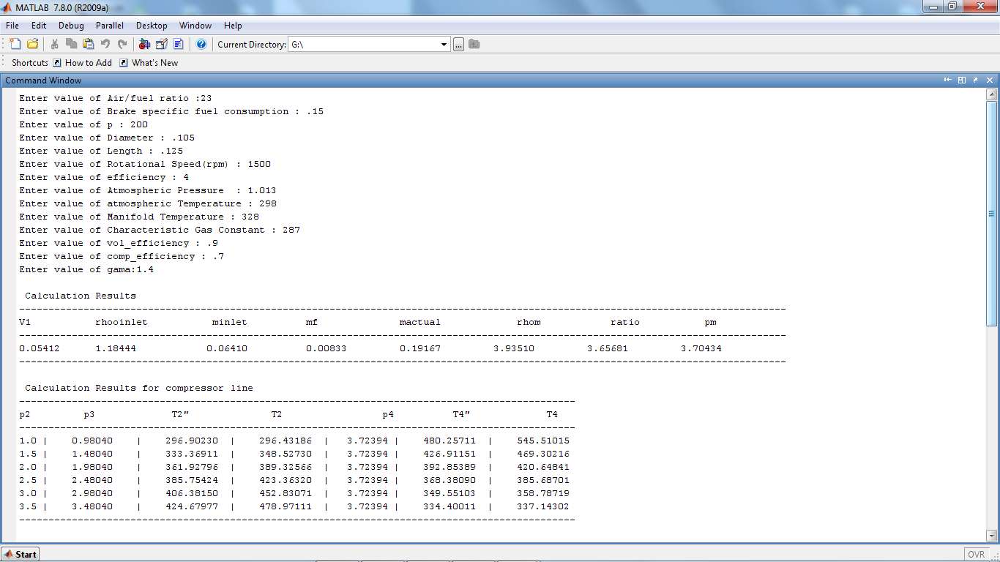 MATLAB 7.8.0 (R2009a)
File Edit Debug Parallel Desktop Window Help
Current Directory: G:\ ...
Shortcuts How to Add What's New
Command Window
Enter value of Air/fuel ratio :23
Enter value of Brake specific fuel consumption : .15
Enter value of p : 200
Enter value of Diameter : .105
Enter value of Length : .125
Enter value of Rotational Speed(rpm) : 1500
Enter value of efficiency : 4
Enter value of Atmospheric Pressure  : 1.013
Enter value of atmospheric Temperature : 298
Enter value of Manifold Temperature : 328
Enter value of Characteristic Gas Constant : 287
Enter value of vol_efficiency : .9
Enter value of comp_efficiency : .7
Enter value of gama:1.4
Calculation Results
V1 rhooinlet minlet mf mactual rhom ratio pm
0.05412 1.18444 0.06410 0.00833 0.19167 3.93510 3.65681 3.70434
Calculation Results for compressor line
p2 p3 T2" T2 p4 T4" T4
1.0 | 0.98040 | 296.90230 | 296.43186 | 3.72394 | 480.25711 | 545.51015
1.5 | 1.48040 | 333.36911 | 348.52730 | 3.72394 | 426.91151 | 469.30216
2.0 | 1.98040 | 361.92796 | 389.32566 | 3.72394 | 392.85389 | 420.64841
2.5 | 2.48040 | 385.75424 | 423.36320 | 3.72394 | 368.38090 | 385.68701
3.0 | 2.98040 | 406.38150 | 452.83071 | 3.72394 | 349.55103 | 358.78719
3.5 | 3.48040 | 424.67977 | 478.97111 | 3.72394 | 334.40011 | 337.14302
Start OVR